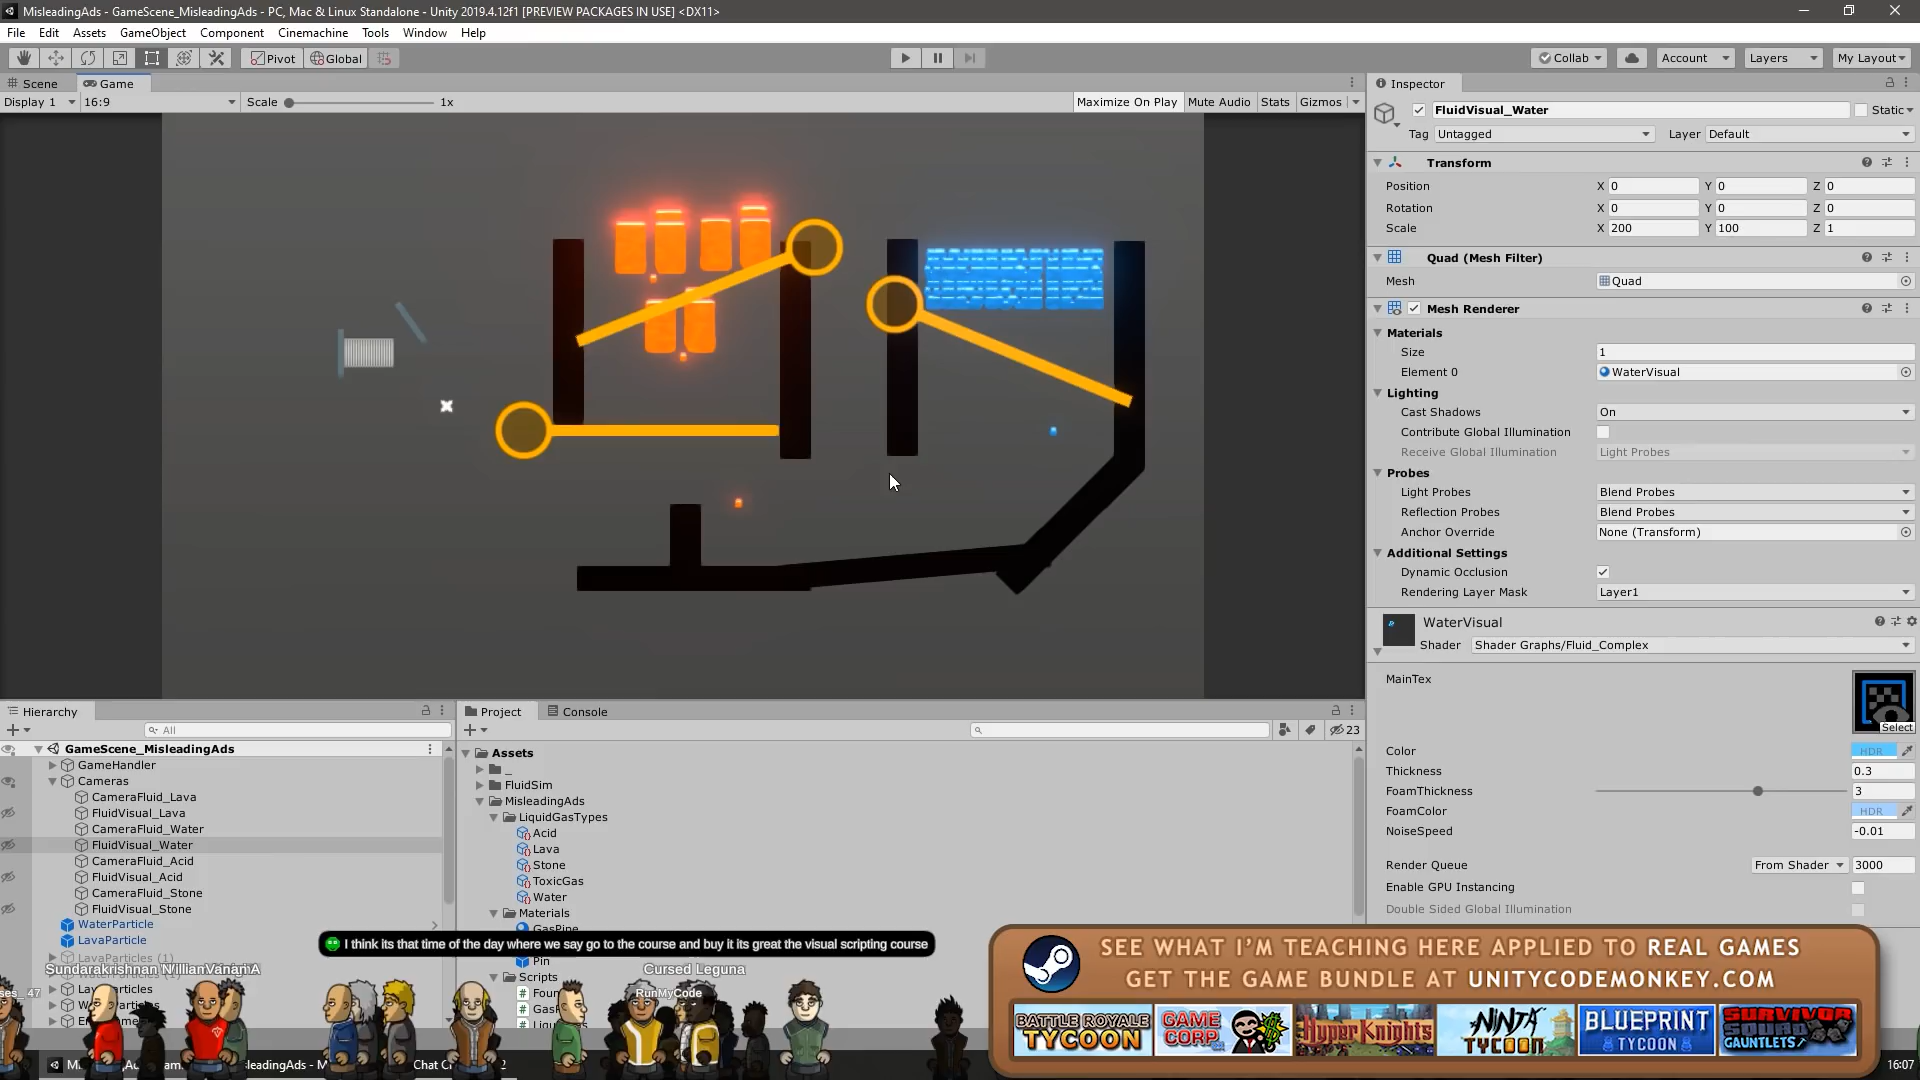 MisleadingAds - GameScene_MisleadingAds - PC, Mac & Linux Standalone - Unity 2019.4.12f1 [PREVIEW PACKAGES IN USE] <DX11>
File Edit Assets GameObject Component Cinemachine Tools Window Help
Pivot Global Collab Account Layers My Layout
Scene Game
Display 1 16:9 Scale 1x Maximize On Play Mute Audio Stats Gizmos
Inspector
FluidVisual_Water Static
Tag Untagged Layer Default
Transform
Position X 0 Y 0 Z 0
Rotation X 0 Y 0 Z 0
Scale X 200 Y 100 Z 1
Quad (Mesh Filter)
Mesh Quad
Mesh Renderer
Materials
Size 1
Element 0 WaterVisual
Lighting
Cast Shadows On
Contribute Global Illumination
Receive Global Illumination Light Probes
Probes
Light Probes Blend Probes
Reflection Probes Blend Probes
Anchor Override None (Transform)
Additional Settings
Dynamic Occlusion
Rendering Layer Mask Layer1
WaterVisual
Shader Shader Graphs/Fluid_Complex
MainTex
Select
Color HDR
Thickness 0.3
FoamThickness 3
FoamColor HDR
NoiseSpeed -0.01
Render Queue From Shader 3000
Enable GPU Instancing
Double Sided Global Illumination
Hierarchy
All
GameScene_MisleadingAds
GameHandler
Cameras
CameraFluid_Lava
FluidVisual_Lava
CameraFluid_Water
FluidVisual_Water
CameraFluid_Acid
FluidVisual_Acid
CameraFluid_Stone
FluidVisual_Stone
WaterParticle
LavaParticle
LavaParticles (1)
Project Console
23
Assets
_
FluidSim
MisleadingAds
LiquidGasTypes
Acid
Lava
Stone
ToxicGas
Water
Materials
GasPipe
Pin
Scripts
I think its that time of the day where we say go to the course and buy it its great the visual scripting course
Cursed Leguna
RunMyCode
SEE WHAT I'M TEACHING HERE APPLIED TO REAL GAMES
GET THE GAME BUNDLE AT UNITYCODEMONKEY.COM
BATTLE ROYALE TYCOON
GAME CORP
HYPER KNIGHTS
NINJA TYCOON
BLUEPRINT TYCOON
SURVIVOR SQUAD GAUNTLETS
16:07